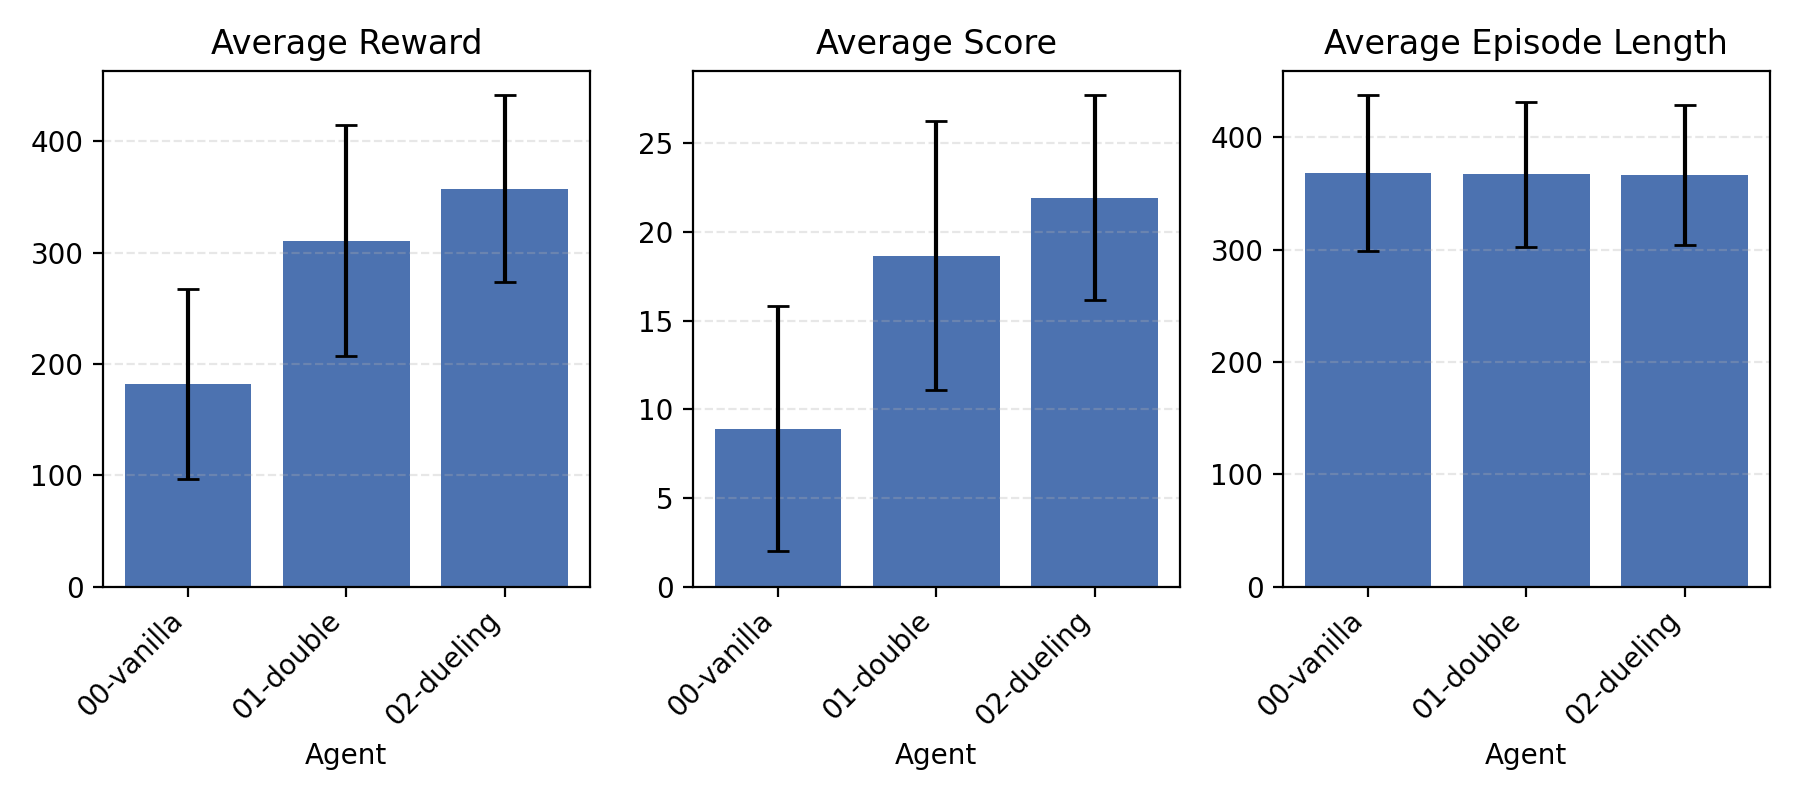 Average Reward
400
300
200
100
0
00-vanilla
01-double
02-dueling
Agent
Average Score
25
20
15
10
5
0
00-vanilla
01-double
02-dueling
Agent
Average Episode Length
400
300
200
100
0
00-vanilla
01-double
02-dueling
Agent